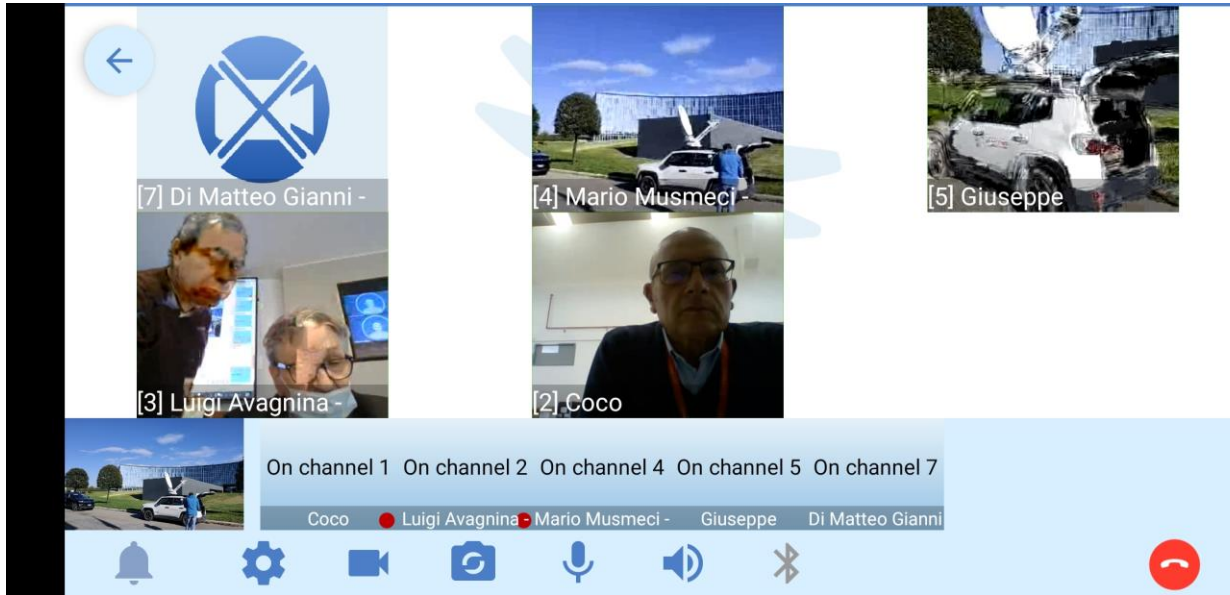 [7] Di Matteo Gianni -
[4] Mario Musmeci -
[5] Giuseppe
[3] Luigi Avagnina -
[2] Coco
On channel 1 On channel 2 On channel 4 On channel 5 On channel 7
Coco Luigi Avagnina - Mario Musmeci - Giuseppe Di Matteo Gianni